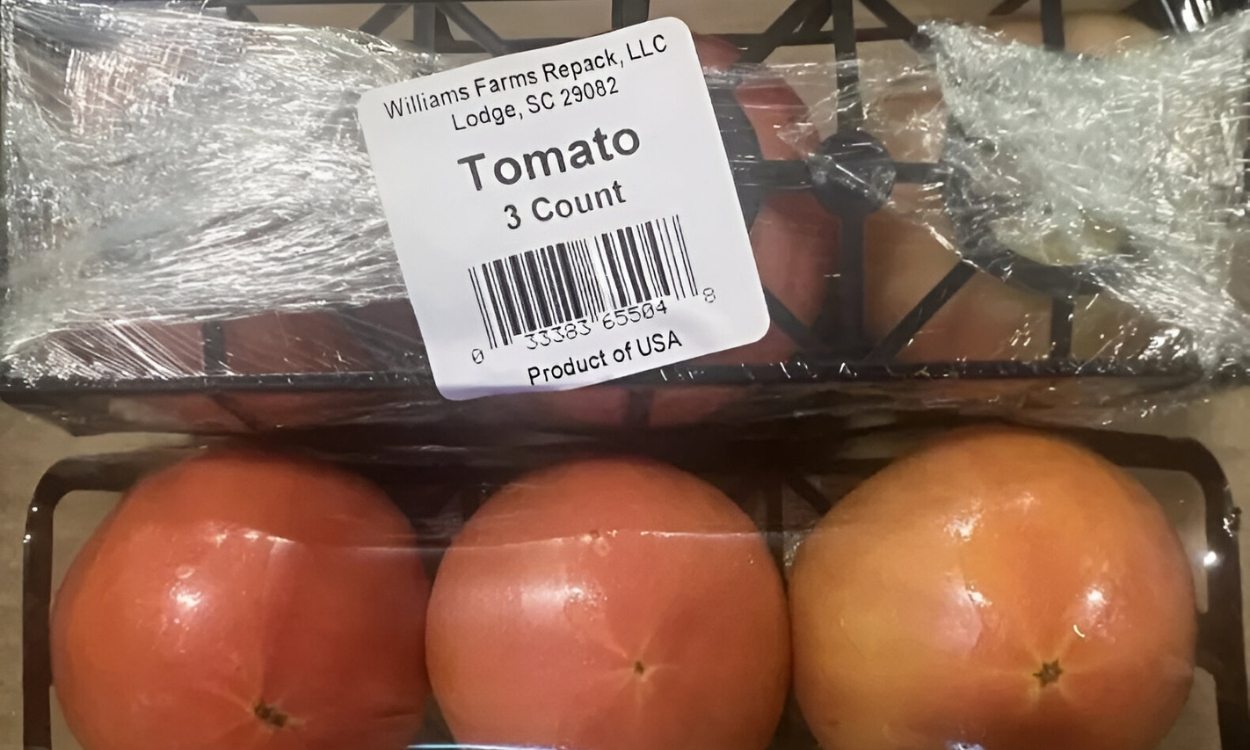 Williams Farms Repack, LLC
Lodge, SC 29082
Tomato
3 Count
0 33383 65504 8
Product of USA